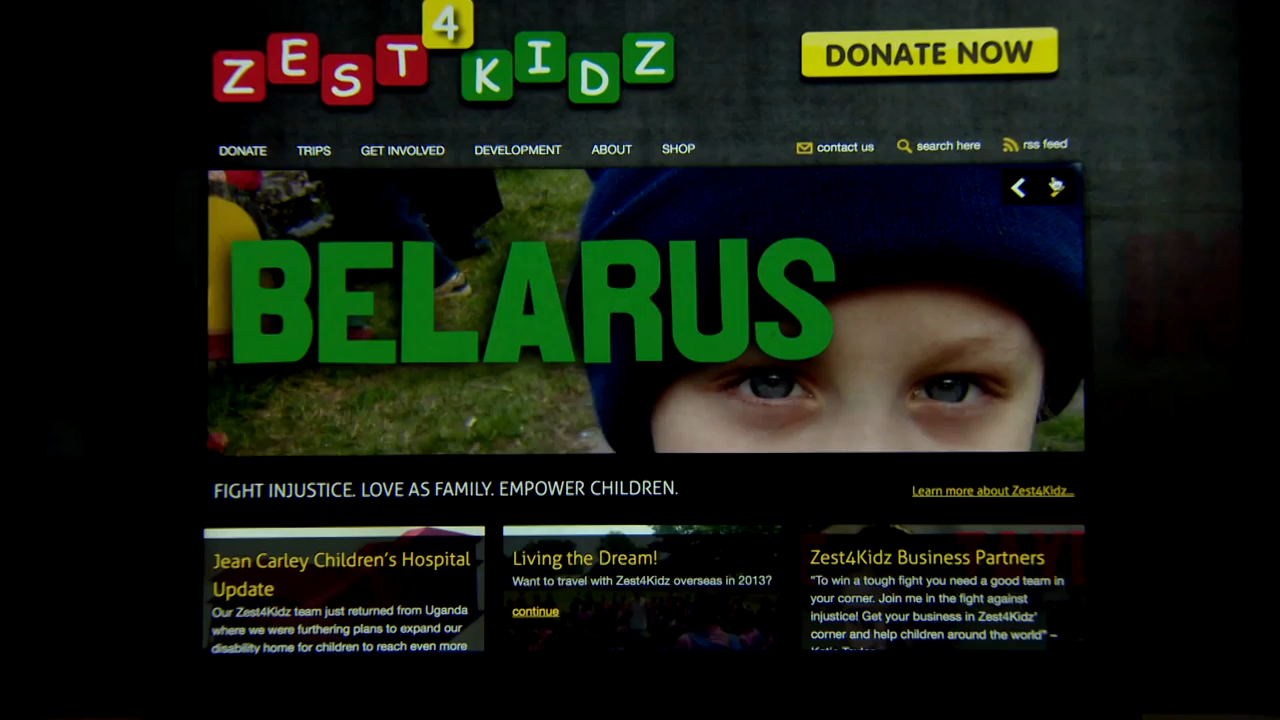 ZEST4KIDZ
DONATE NOW
DONATE TRIPS GET INVOLVED DEVELOPMENT ABOUT SHOP contact us search here rss feed
BELARUS
FIGHT INJUSTICE. LOVE AS FAMILY. EMPOWER CHILDREN.
Learn more about Zest4Kidz...
Jean Carley Children's Hospital
Update
Our Zest4Kidz team just returned from Uganda
where we were furthering plans to expand our
disability home for children to reach even more
Living the Dream!
Want to travel with Zest4Kidz overseas in 2013?
continue
Zest4Kidz Business Partners
"To win a tough fight you need a good team in
your corner. Join me in the fight against
injustice! Get your business in Zest4Kidz'
corner and help children around the world" –